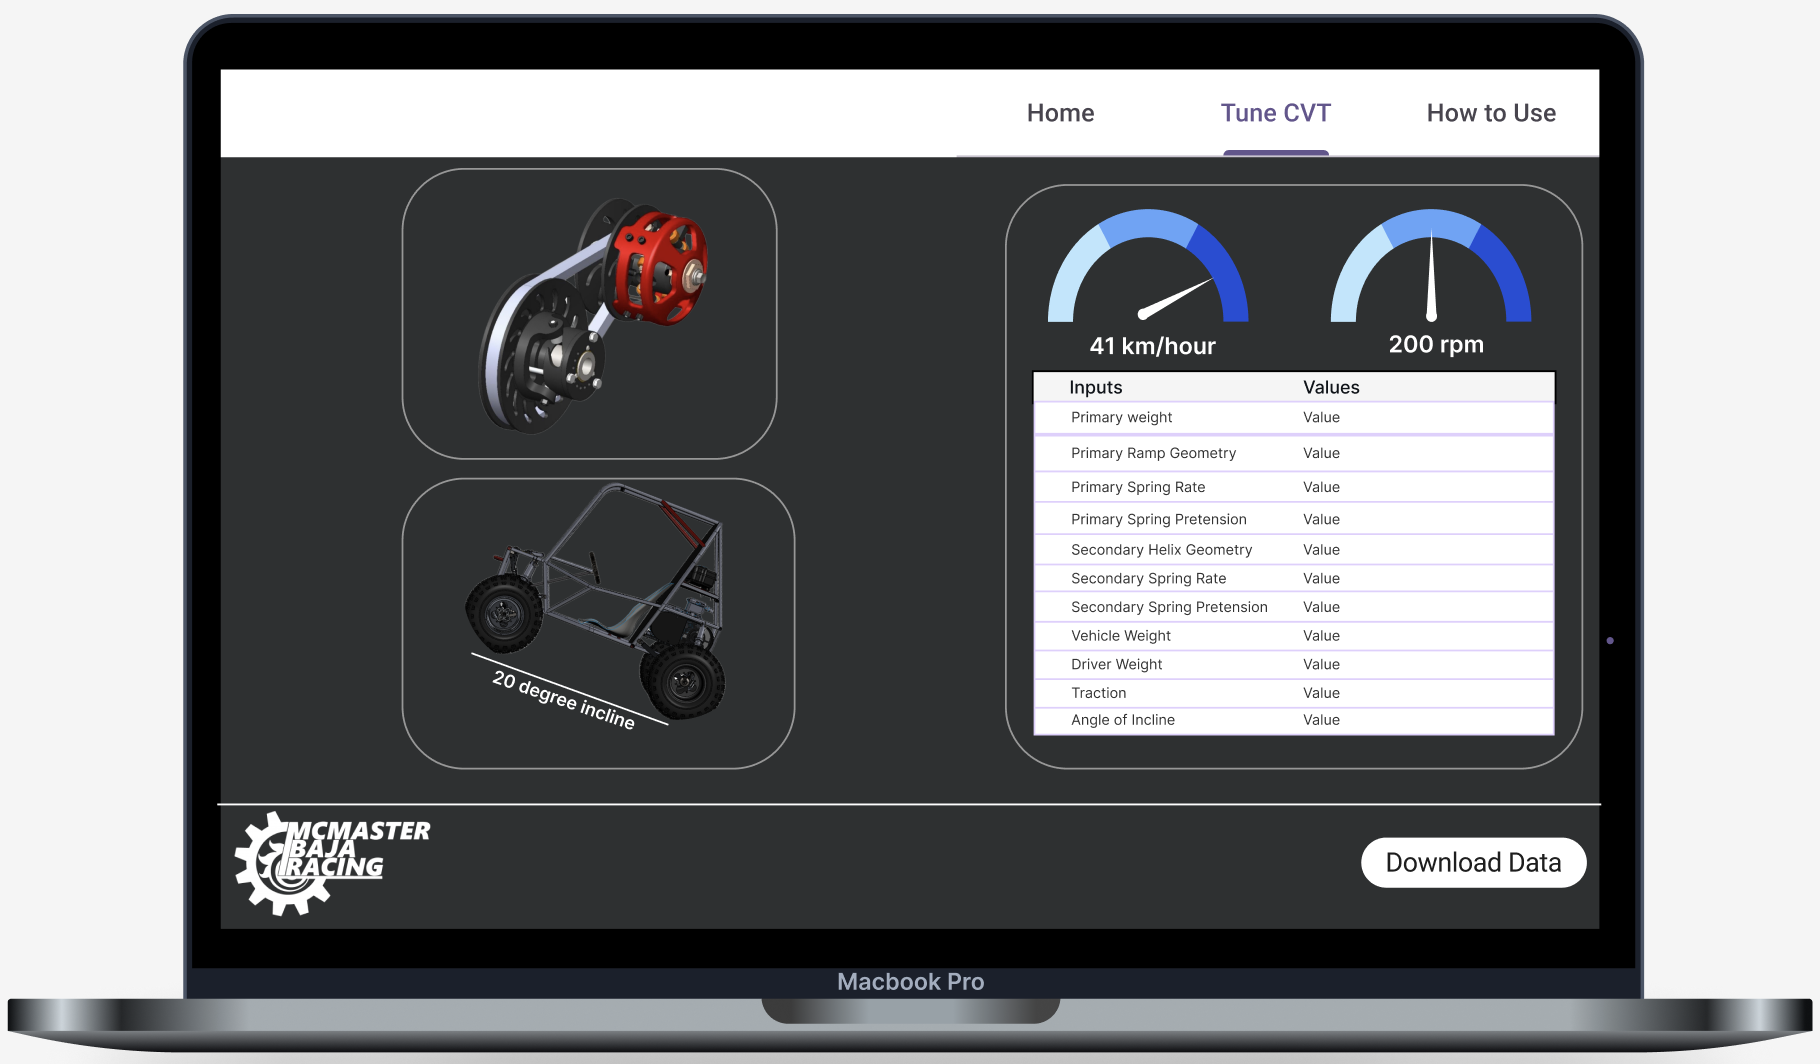 Home
Tune CVT
How to Use
20 degree incline
41 km/hour
200 rpm
Inputs Values
Primary weight Value
Primary Ramp Geometry Value
Primary Spring Rate Value
Primary Spring Pretension Value
Secondary Helix Geometry Value
Secondary Spring Rate Value
Secondary Spring Pretension Value
Vehicle Weight Value
Driver Weight Value
Traction Value
Angle of Incline Value
MCMASTER
BAJA
RACING
Download Data
Macbook Pro